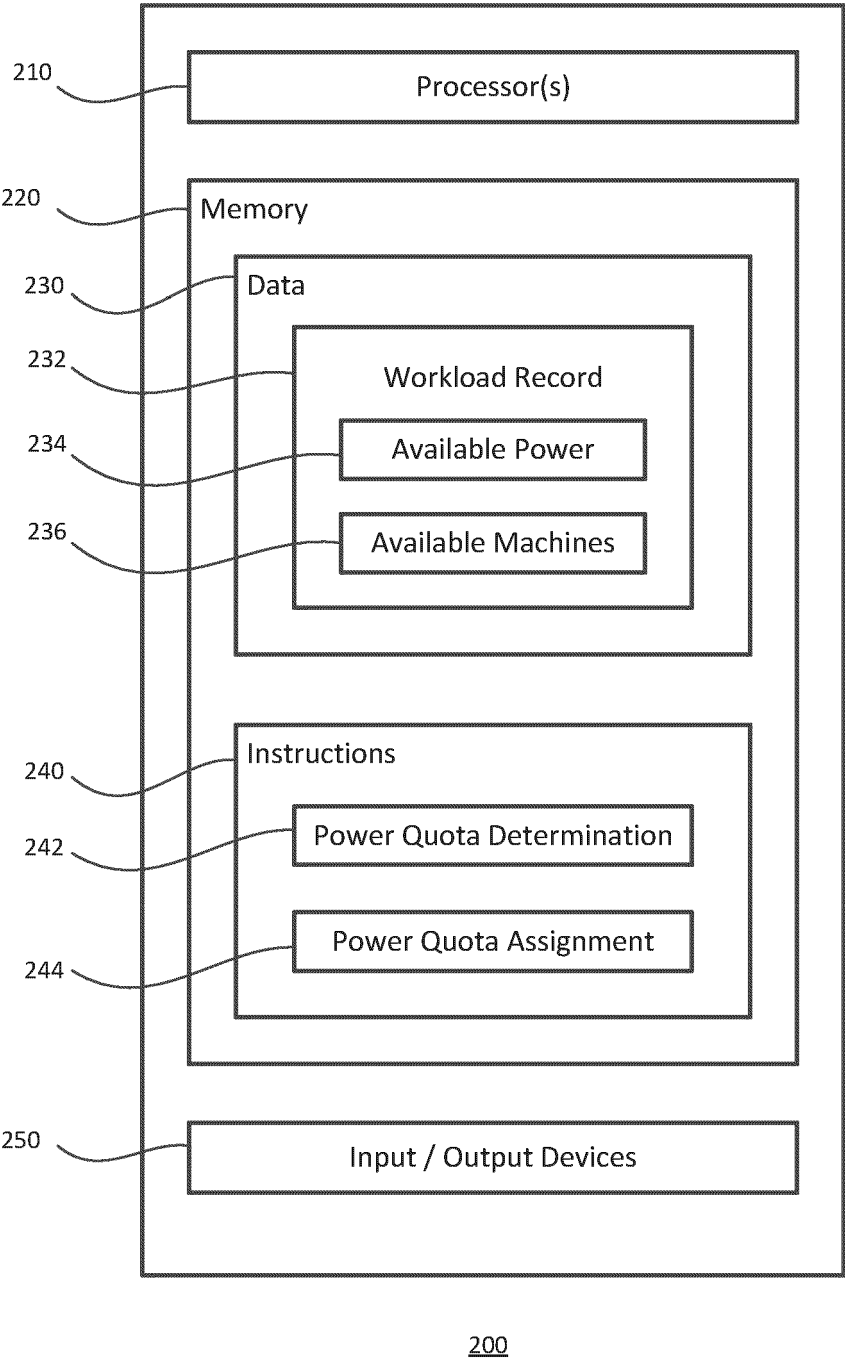 210
Processor(s)
220
Memory
230
Data
232
Workload Record
234
Available Power
236
Available Machines
240
Instructions
242
Power Quota Determination
244
Power Quota Assignment
250
Input / Output Devices
200